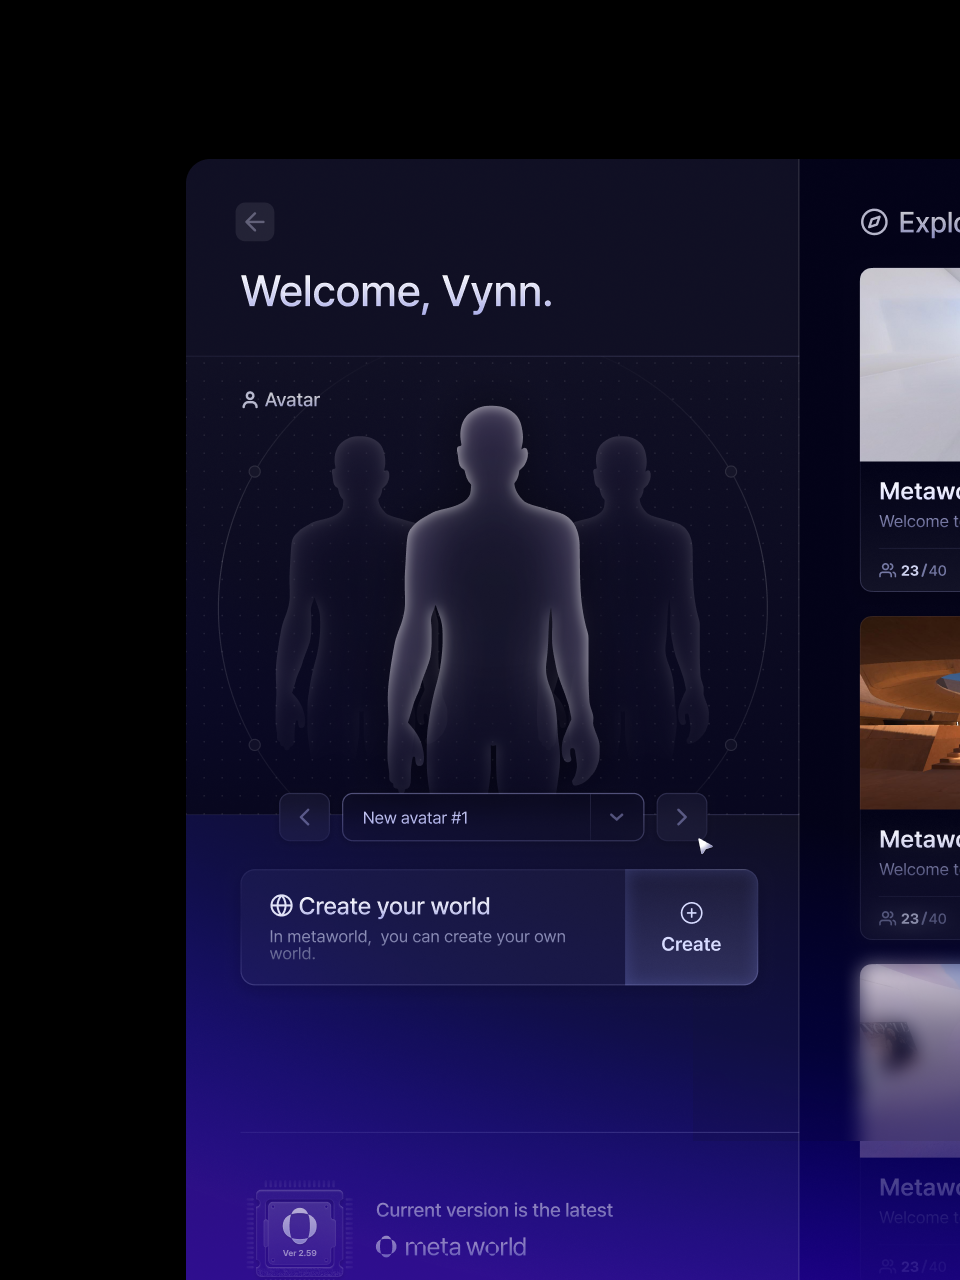 Welcome, Vynn.
Avatar
New avatar #1
Create your world
In metaworld,  you can create your own
world.
Create
Current version is the latest
meta world
Ver 2.59
Explo
Metawo
Welcome t
23/40
Metawo
Welcome t
23/40
Metawo
Welcome t
23/40